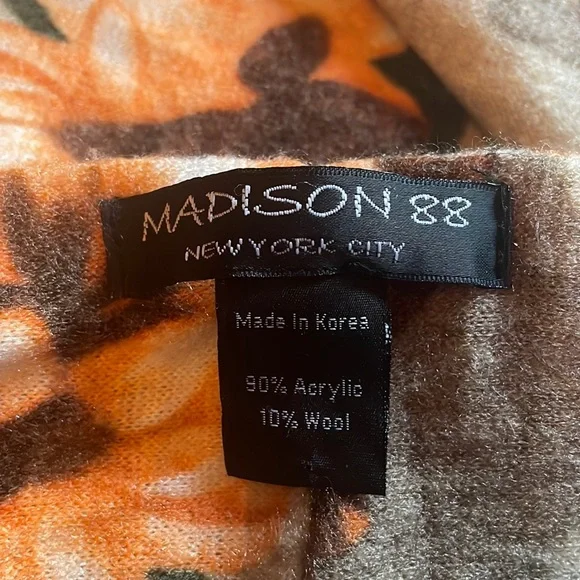 MADISON 88
NEW YORK CITY
Made In Korea
90% Acrylic
10% Wool